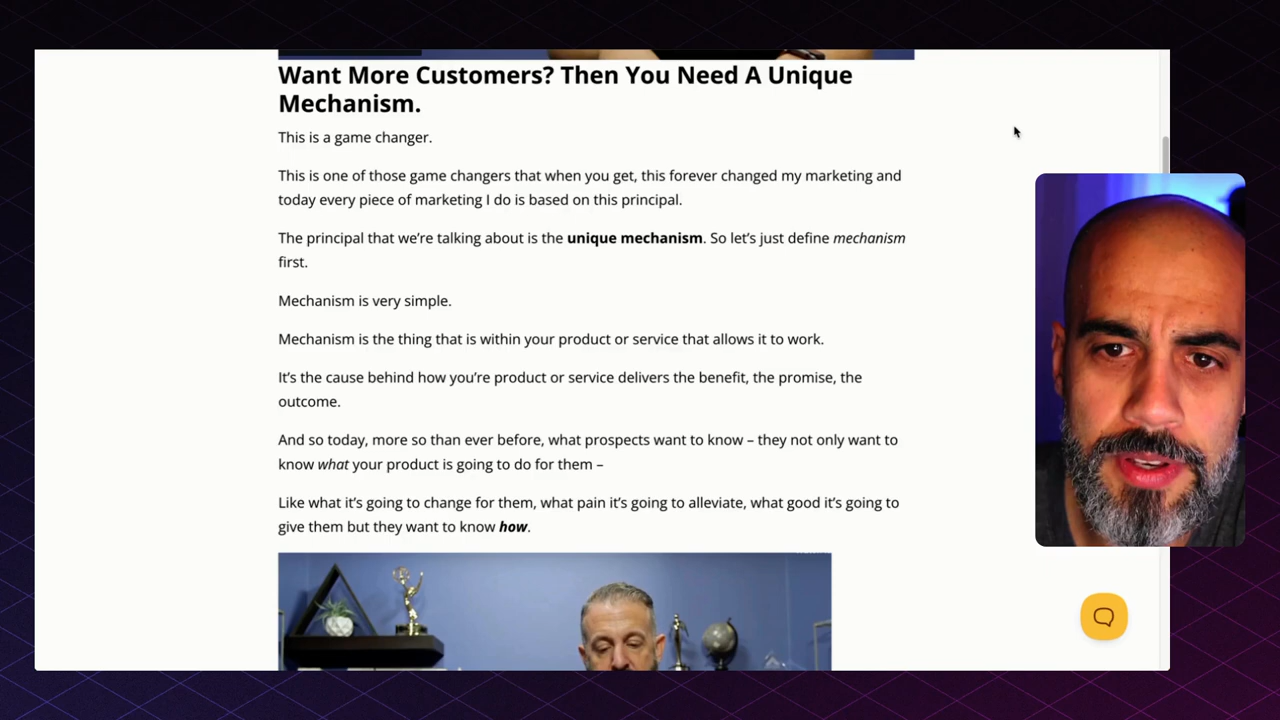 Want More Customers? Then You Need A Unique
Mechanism.
This is a game changer.
This is one of those game changers that when you get, this forever changed my marketing and
today every piece of marketing I do is based on this principal.
The principal that we’re talking about is the unique mechanism. So let’s just define mechanism
first.
Mechanism is very simple.
Mechanism is the thing that is within your product or service that allows it to work.
It’s the cause behind how you’re product or service delivers the benefit, the promise, the
outcome.
And so today, more so than ever before, what prospects want to know – they not only want to
know what your product is going to do for them –
Like what it’s going to change for them, what pain it’s going to alleviate, what good it’s going to
give them but they want to know how.